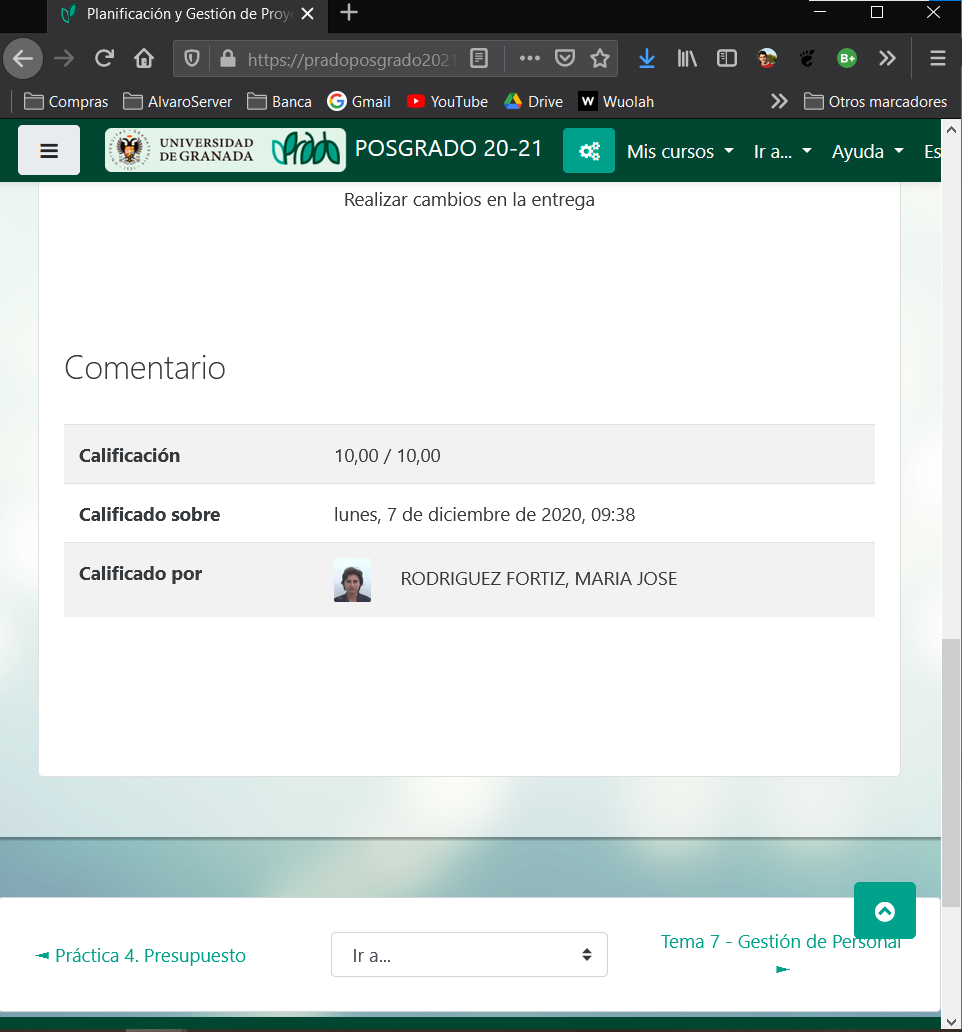 Planificación y Gestión de Proy
https://pradoposgrado2021
Compras AlvaroServer Banca Gmail YouTube Drive W Wuolah Otros marcadores
UNIVERSIDAD
DE GRANADA
prado POSGRADO 20-21 Mis cursos Ir a... Ayuda Es
Realizar cambios en la entrega
Comentario
Calificación 10,00 / 10,00
Calificado sobre lunes, 7 de diciembre de 2020, 09:38
Calificado por RODRIGUEZ FORTIZ, MARIA JOSE
◄ Práctica 4. Presupuesto Ir a... Tema 7 - Gestión de Personal
►